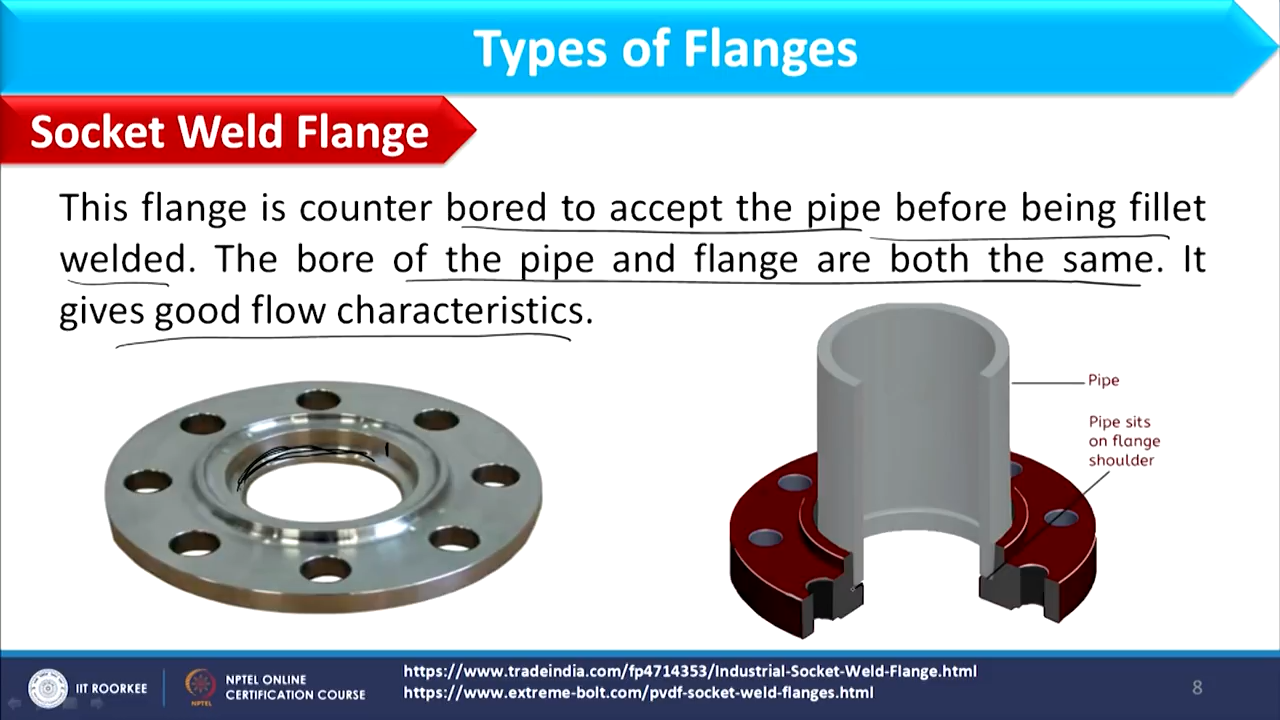 Types of Flanges
Socket Weld Flange
This flange is counter bored to accept the pipe before being fillet
welded. The bore of the pipe and flange are both the same. It
gives good flow characteristics.
Pipe
Pipe sits
on flange
shoulder
IIT ROORKEE
NPTEL
NPTEL ONLINE
CERTIFICATION COURSE
https://www.tradeindia.com/fp4714353/Industrial-Socket-Weld-Flange.html
https://www.extreme-bolt.com/pvdf-socket-weld-flanges.html
8